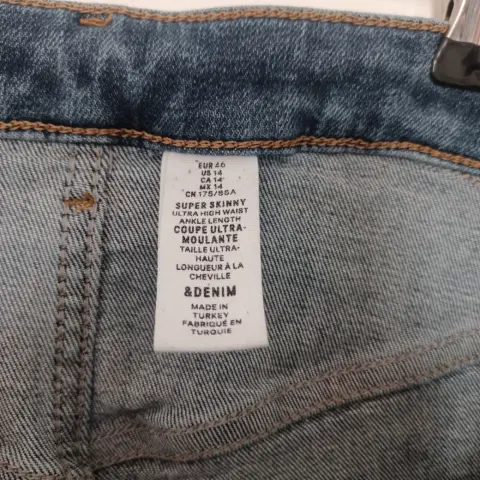 EUR 46
US 14
CA 14
MX 14
CN 175/88A
SUPER SKINNY
ULTRA HIGH WAIST
ANKLE LENGTH
COUPE ULTRA-
MOULANTE
TAILLE ULTRA-
HAUTE
LONGUEUR À LA
CHEVILLE
&DENIM
MADE IN
TURKEY
FABRIQUÉ EN
TURQUIE